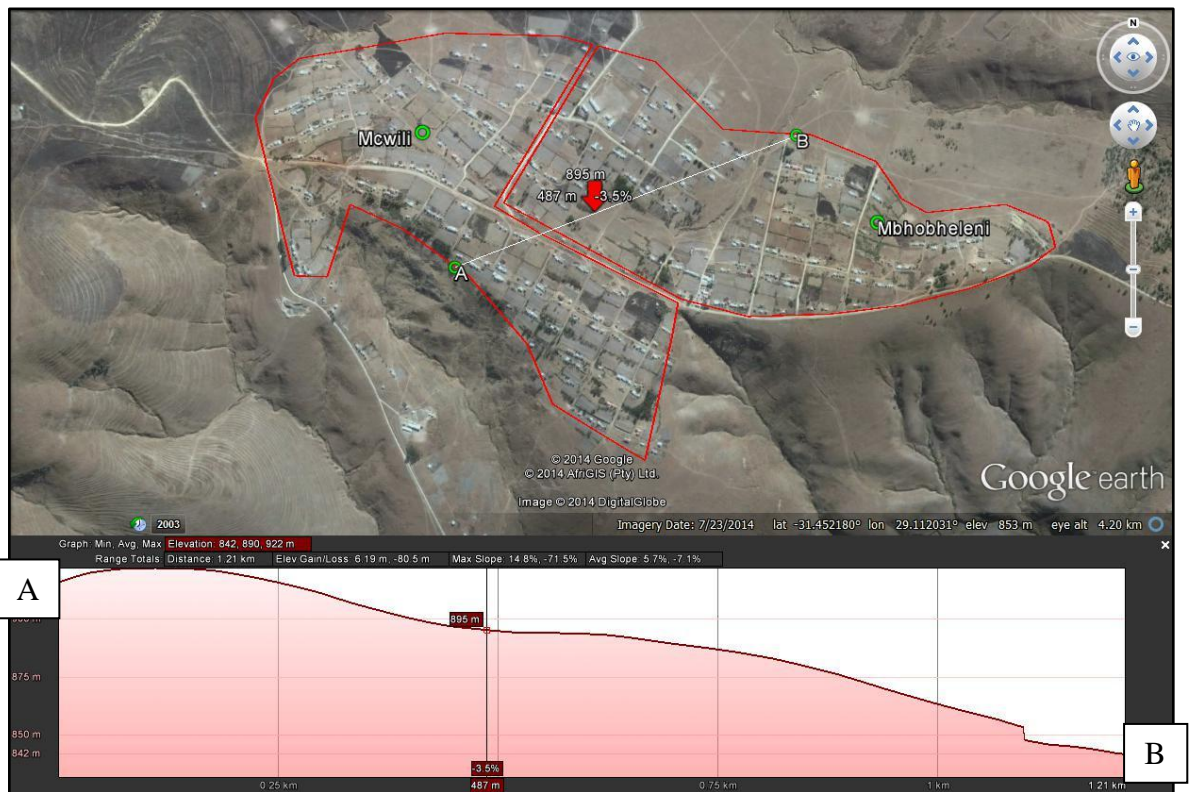 N
Mcwili
B
895 m
487 m -3.5%
Mbhobheleni
A
© 2014 Google
© 2014 AfriGIS (Pty) Ltd.
Image © 2014 DigitalGlobe
Google earth
2003
Imagery Date: 7/23/2014 lat -31.452180° lon 29.112031° elev 853 m eye alt 4.20 km
Graph: Min, Avg, Max Elevation: 842, 890, 922 m
Range Totals: Distance: 1.21 km Elev Gain/Loss: 6.19 m, -80.5 m Max Slope: 14.8%, -71.5% Avg Slope: 5.7%, -7.1%
A
895 m
875 m
850 m
842 m
B
-3.5%
0.25 km 487 m 0.75 km 1 km 1.21 km